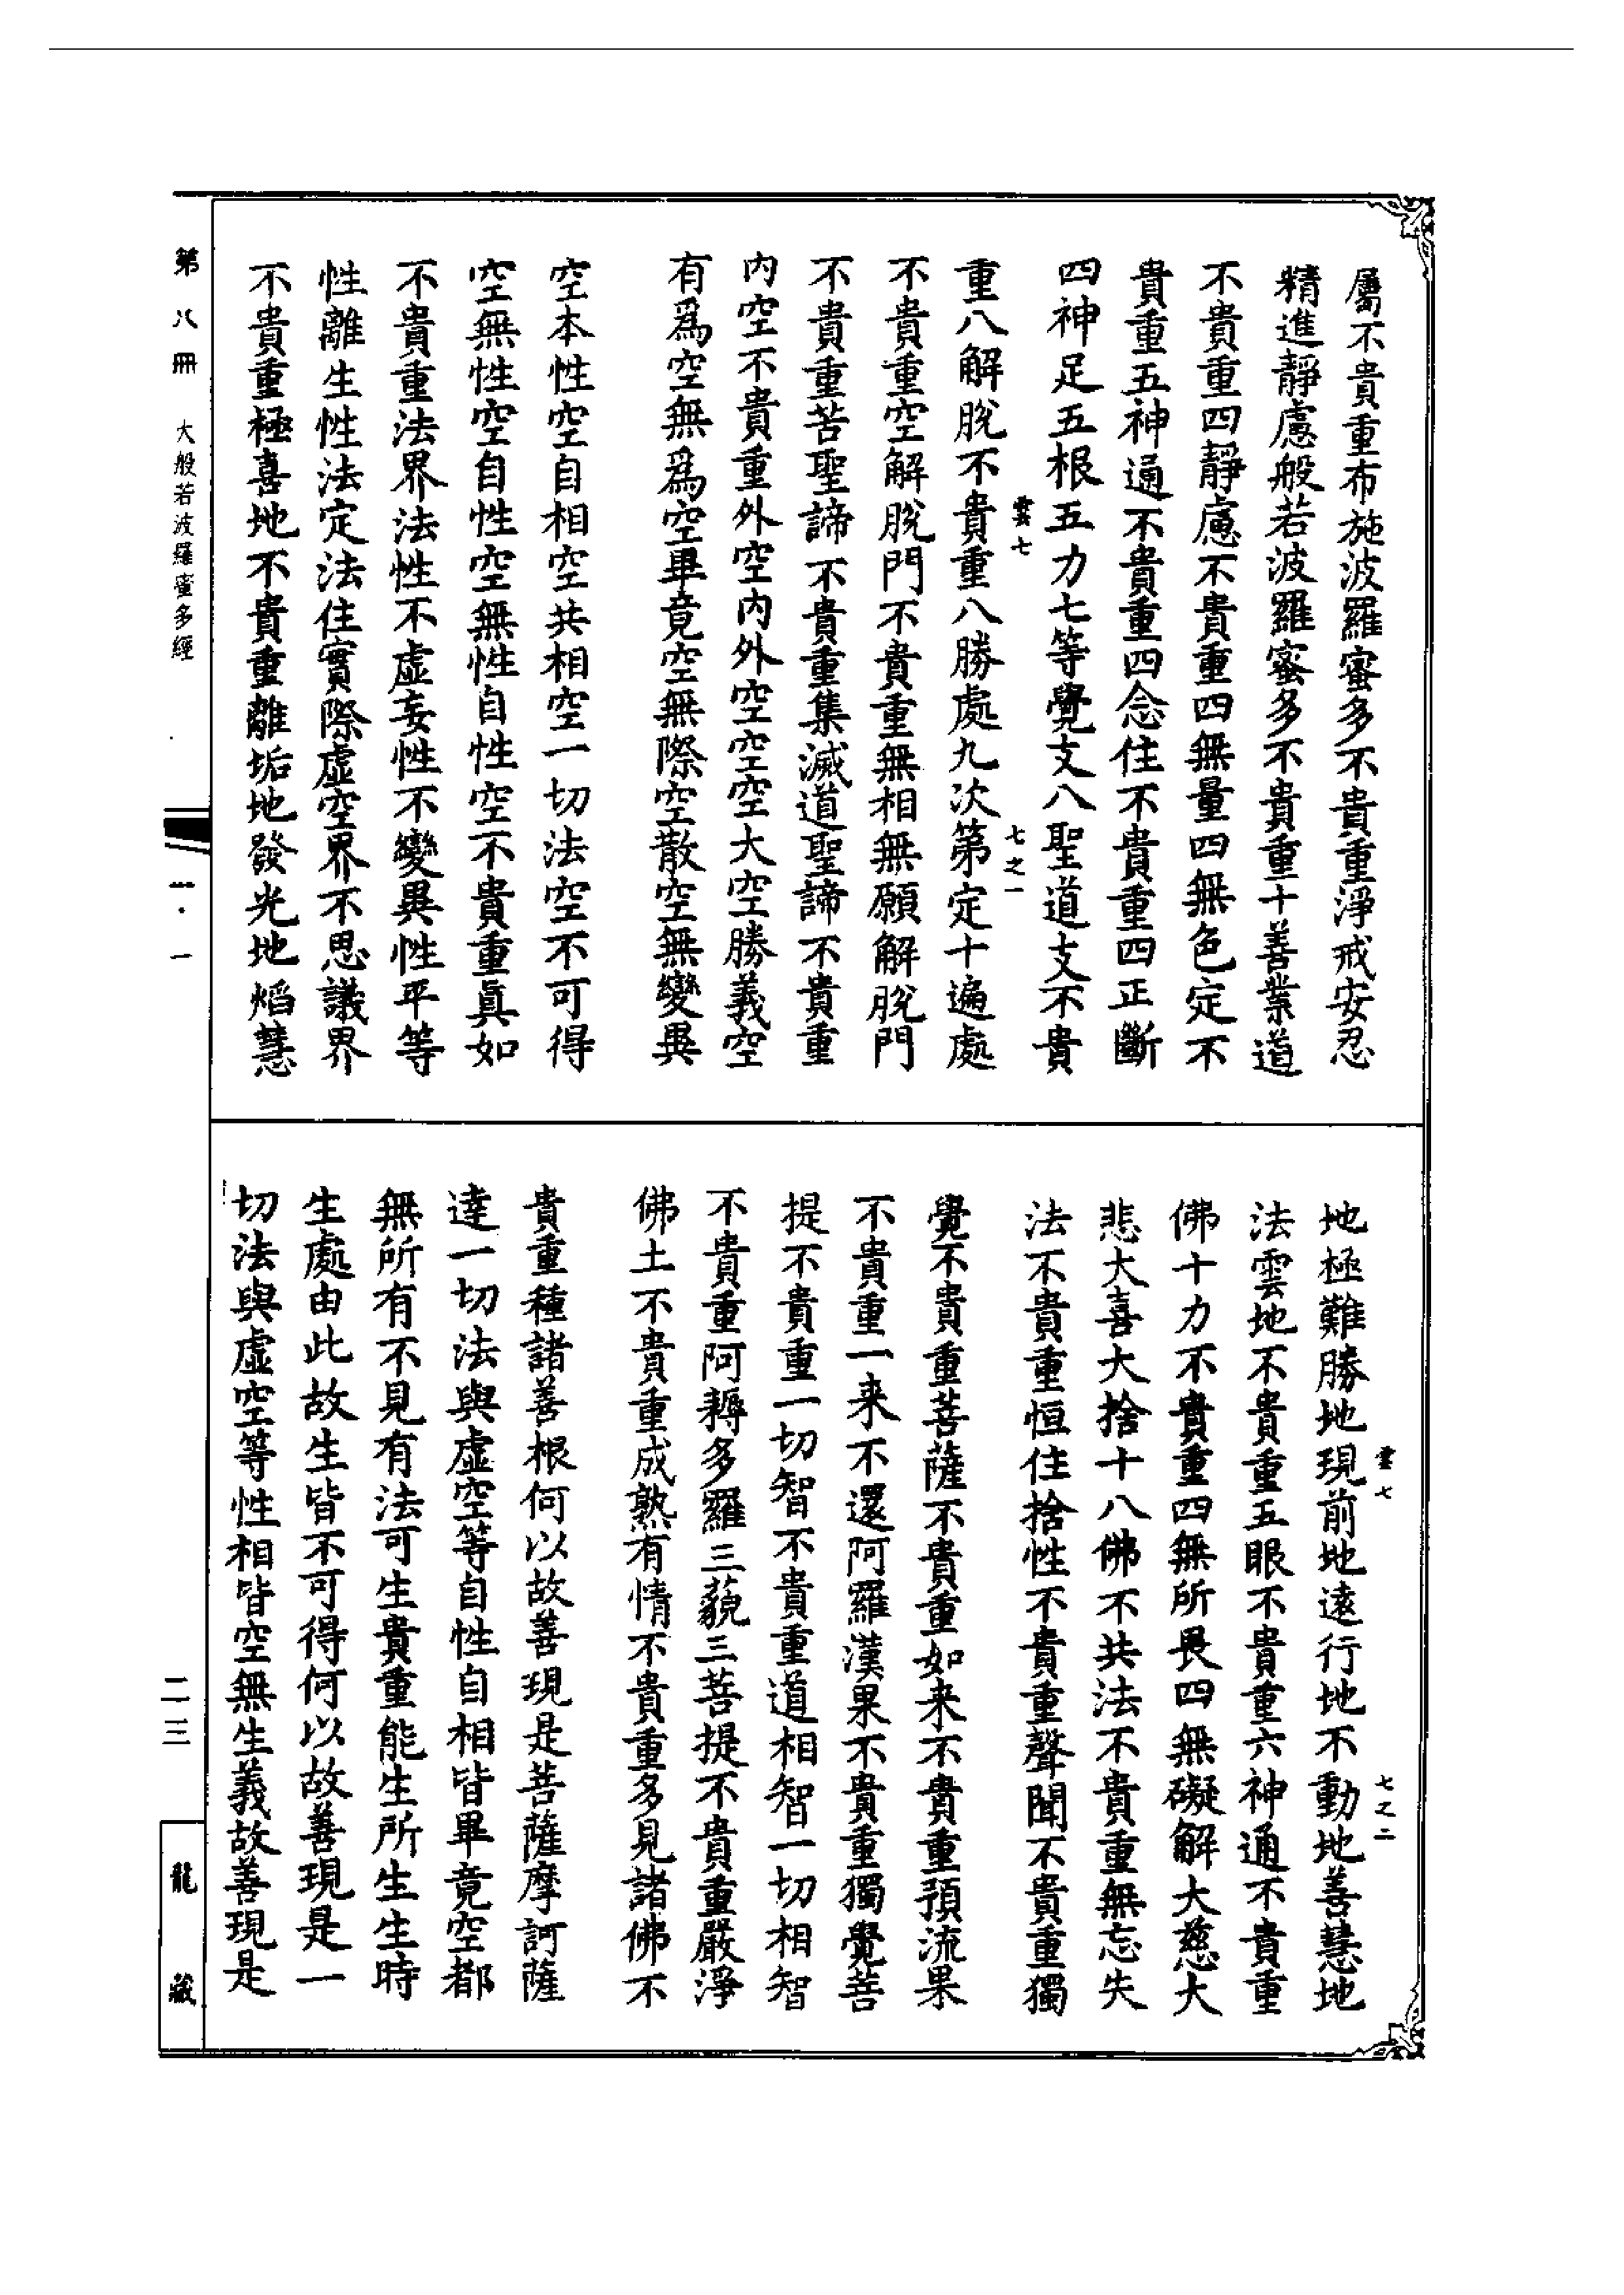 屬不貴重布施波羅蜜多不貴重淨戒安忍
精進靜慮般若波羅蜜多不貴重十善業道
不貴重四靜慮不貴重四無量四無色定不
貴重五神通不貴重四念住不貴重四正斷
四神足五根五力七等覺支八聖道支不貴
雲七
七之一
重八解脫不貴重八勝處九次第定十遍處
不貴重空解脫門不貴重無相無願解脫門
不貴重苦聖諦不貴重集滅道聖諦不貴重
內空不貴重外空內外空空空大空勝義空
有爲空無爲空畢竟空無際空散空無變異
空本性空自相空共相空一切法空不可得
空無性空自性空無性自性空不貴重眞如
不貴重法界法性不虛妄性不變異性平等
性離生性法定法住實際虛空界不思議界
不貴重極喜地不貴重離垢地發光地焰慧
雲七
七之二
地極難勝地現前地遠行地不動地善慧地
法雲地不貴重五眼不貴重六神通不貴重
佛十力不貴重四無所畏四無礙解大慈大
悲大喜大捨十八佛不共法不貴重無忘失
法不貴重恒住捨性不貴重聲聞不貴重獨
覺不貴重菩薩不貴重如来不貴重預流果
不貴重一来不還阿羅漢果不貴重獨覺菩
提不貴重一切智不貴重道相智一切相智
不貴重阿耨多羅三藐三菩提不貴重嚴淨
佛土不貴重成熟有情不貴重多見諸佛不
貴重種諸善根何以故善現是菩薩摩訶薩
達一切法與虛空等自性自相皆畢竟空都
無所有不見有法可生貴重能生所生生時
生處由此故生皆不可得何以故善現是一
切法與虛空等性相皆空無生義故善現是
第八冊 大般若波羅蜜多經
一
二三
龍藏